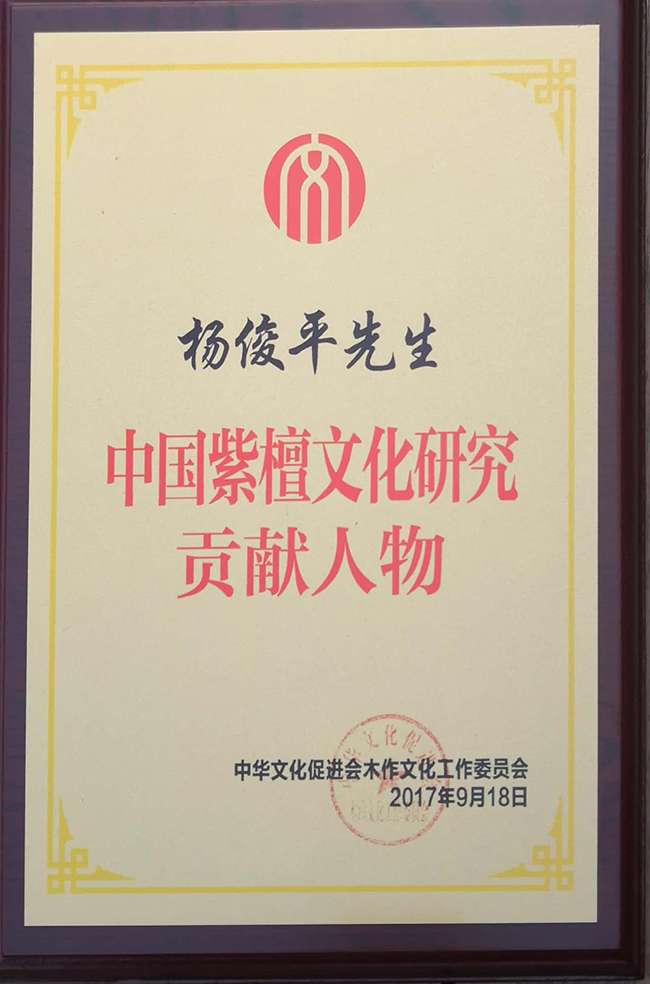 杨俊平先生
中国紫檀文化研究
贡献人物
中华文化促进会木作文化工作委员会
2017年9月18日